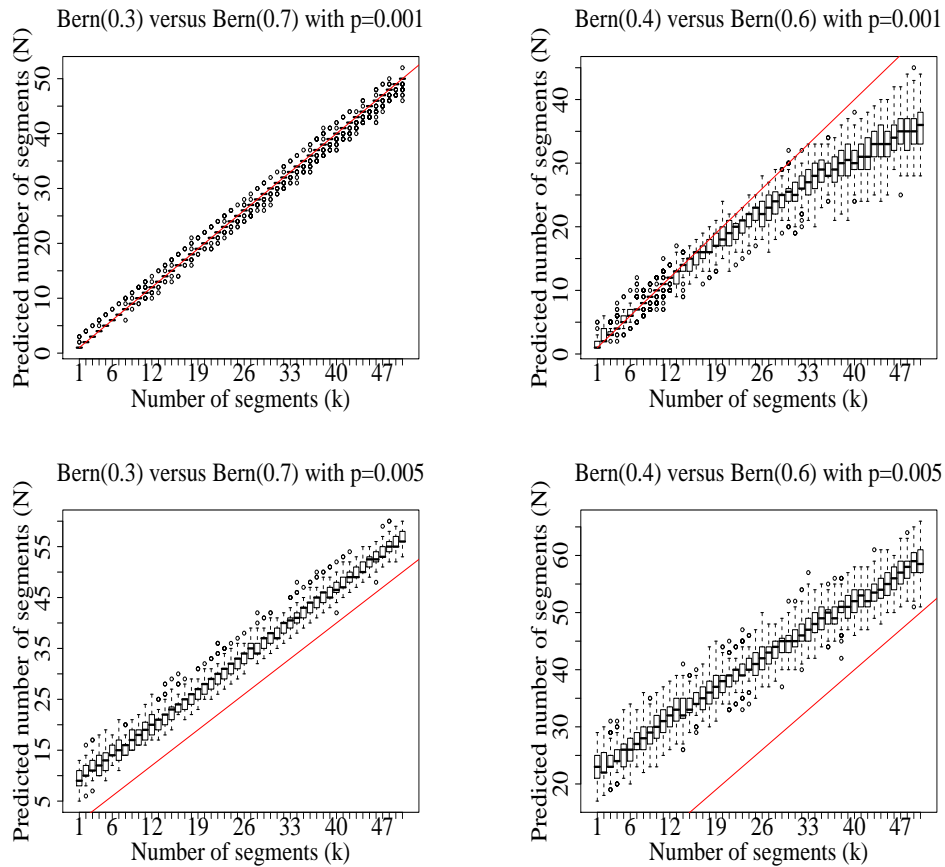 Bern(0.3) versus Bern(0.7) with p=0.001
Predicted number of segments (N)
0 10 20 30 40 50
1 6 12 19 26 33 40 47
Number of segments (k)
Bern(0.4) versus Bern(0.6) with p=0.001
Predicted number of segments (N)
0 10 20 30 40
1 6 12 19 26 33 40 47
Number of segments (k)
Bern(0.3) versus Bern(0.7) with p=0.005
Predicted number of segments (N)
5 15 25 35 45 55
1 6 12 19 26 33 40 47
Number of segments (k)
Bern(0.4) versus Bern(0.6) with p=0.005
Predicted number of segments (N)
20 30 40 50 60
1 6 12 19 26 33 40 47
Number of segments (k)